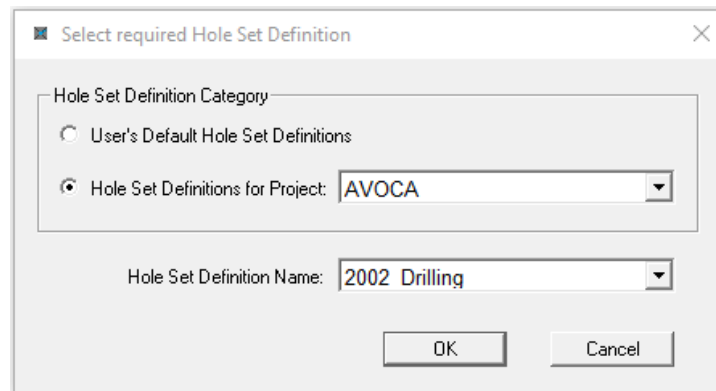 Select required Hole Set Definition
Hole Set Definition Category
User's Default Hole Set Definitions
Hole Set Definitions for Project: AVOCA
Hole Set Definition Name: 2002 Drilling
OK Cancel